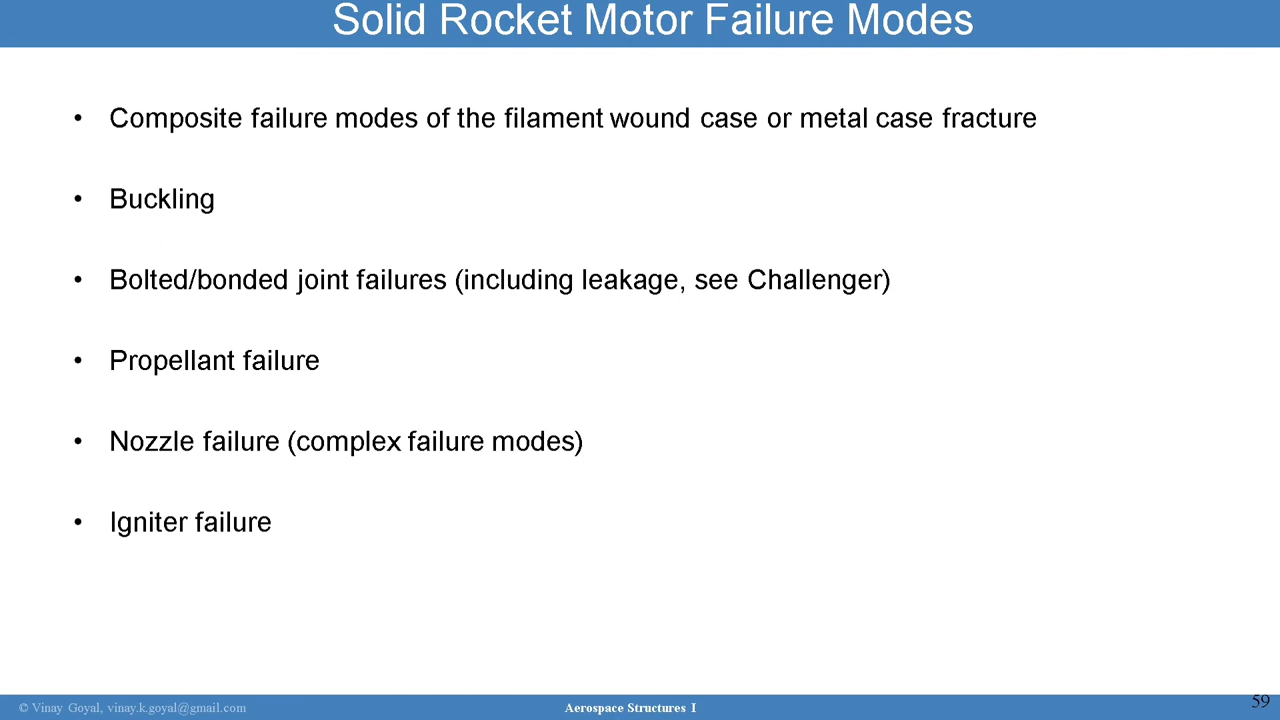 Solid Rocket Motor Failure Modes
• Composite failure modes of the filament wound case or metal case fracture
• Buckling
• Bolted/bonded joint failures (including leakage, see Challenger)
• Propellant failure
• Nozzle failure (complex failure modes)
• Igniter failure
© Vinay Goyal, vinay.k.goyal@gmail.com
Aerospace Structures I
59